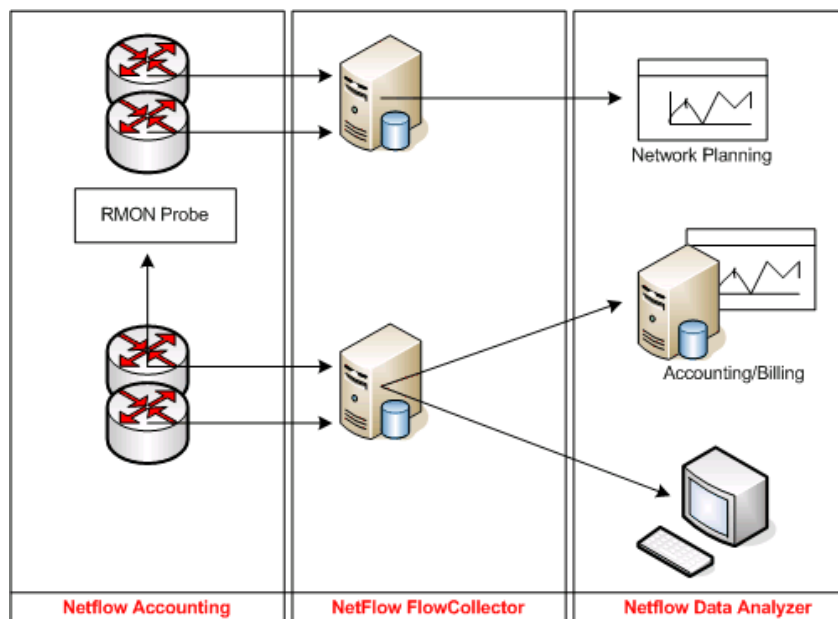 Network Planning
RMON Probe
Accounting/Billing
Netflow Accounting
NetFlow FlowCollector
Netflow Data Analyzer